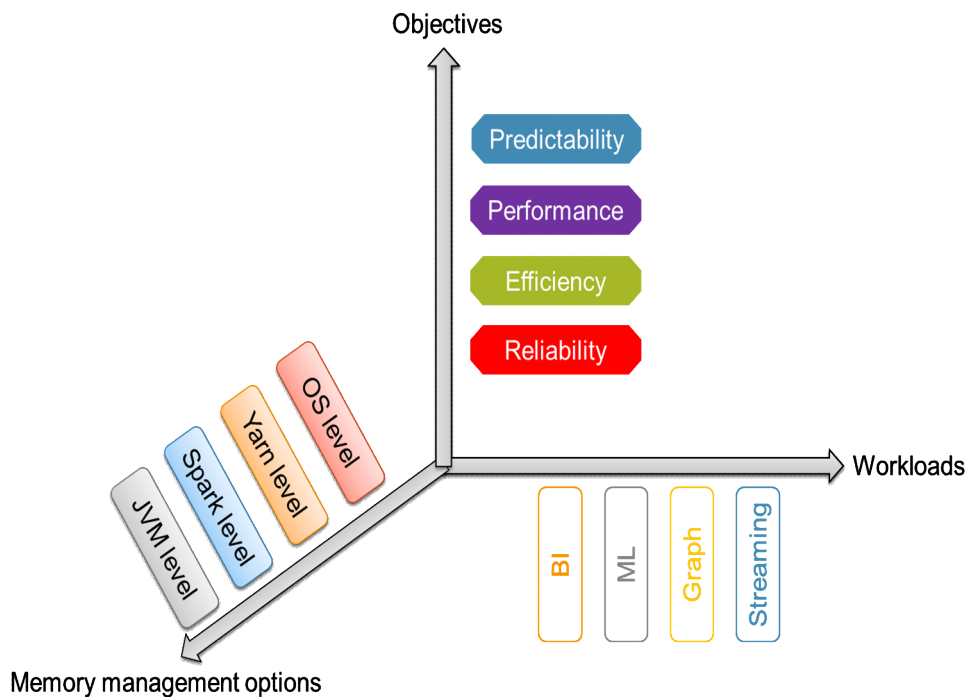 Objectives
Predictability
Performance
Efficiency
Reliability
OS level
Yarn level
Spark level
JVM level
Workloads
BI
ML
Graph
Streaming
Memory management options